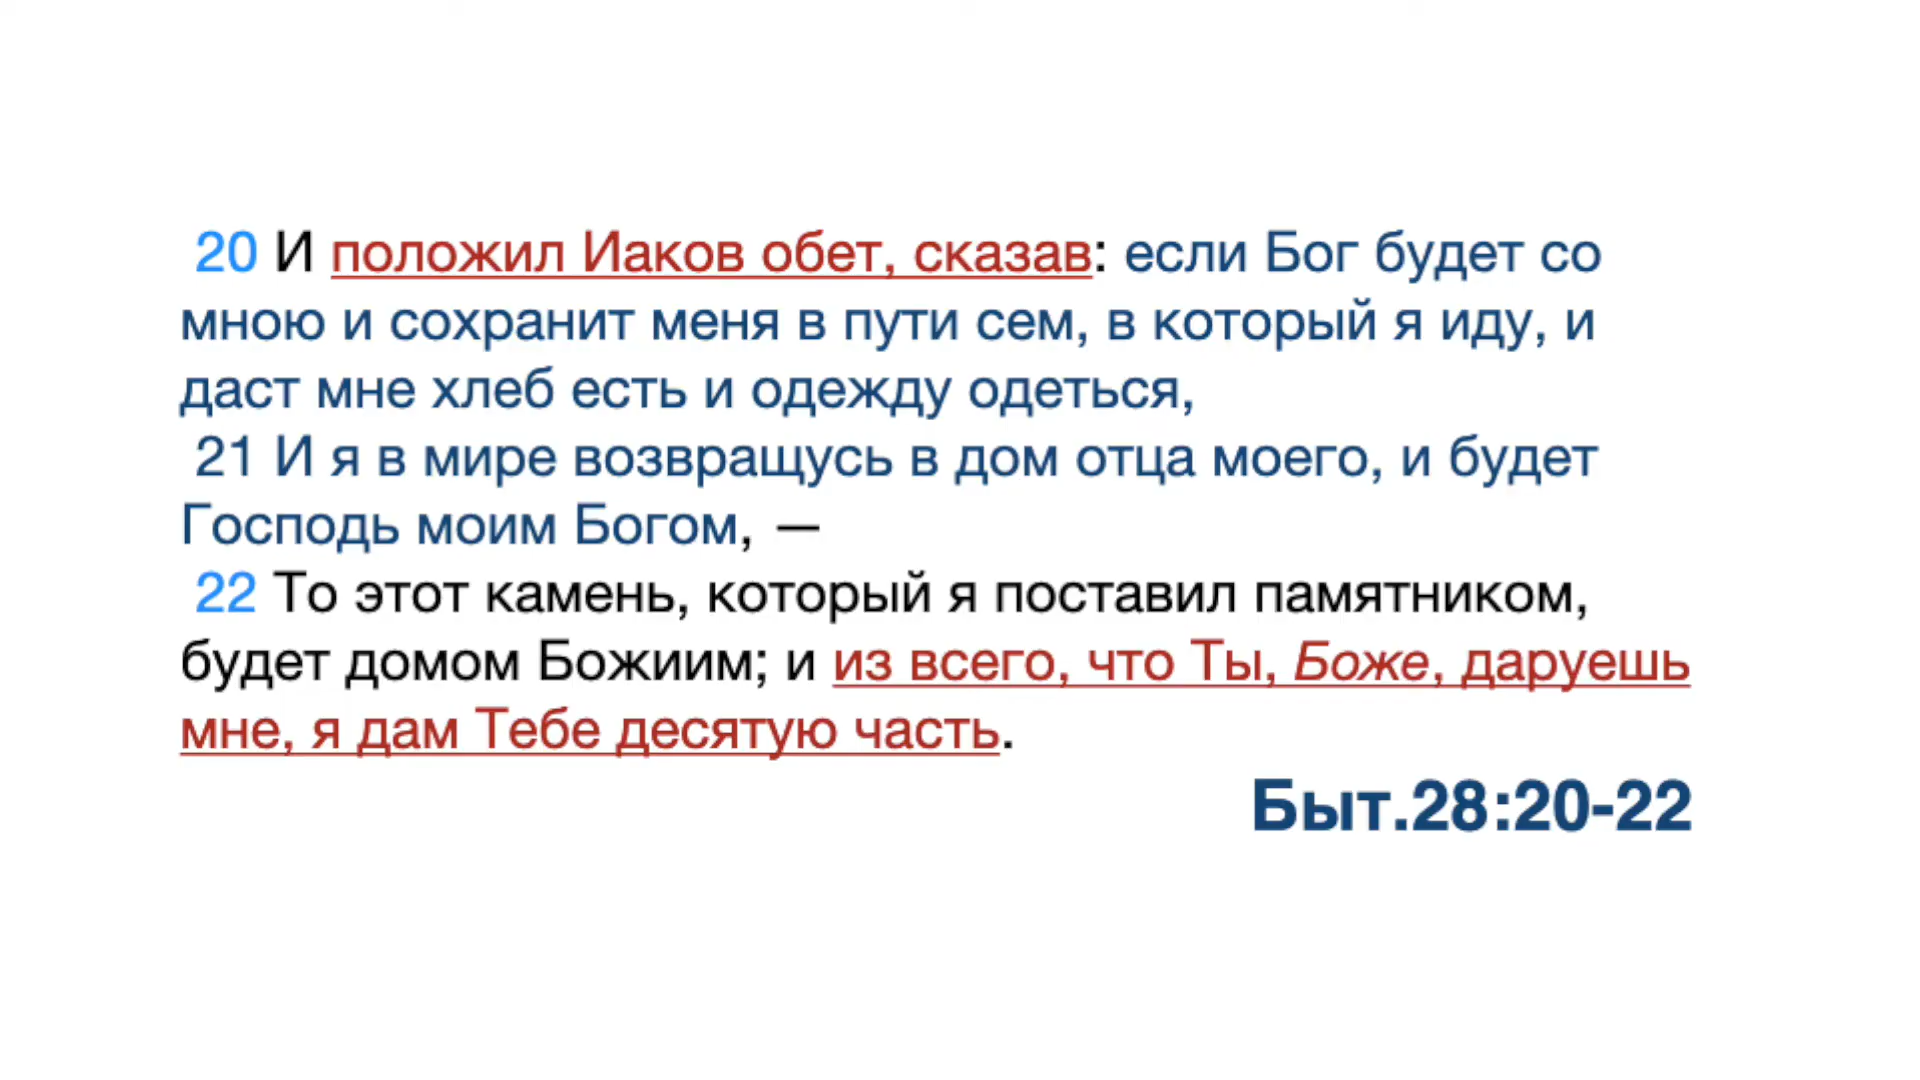 20 И положил Иаков обет, сказав: если Бог будет со
мною и сохранит меня в пути сем, в который я иду, и
даст мне хлеб есть и одежду одеться,
21 И я в мире возвращусь в дом отца моего, и будет
Господь моим Богом, —
22 То этот камень, который я поставил памятником,
будет домом Божиим; и из всего, что Ты, Боже, даруешь
мне, я дам Тебе десятую часть.
Быт.28:20-22